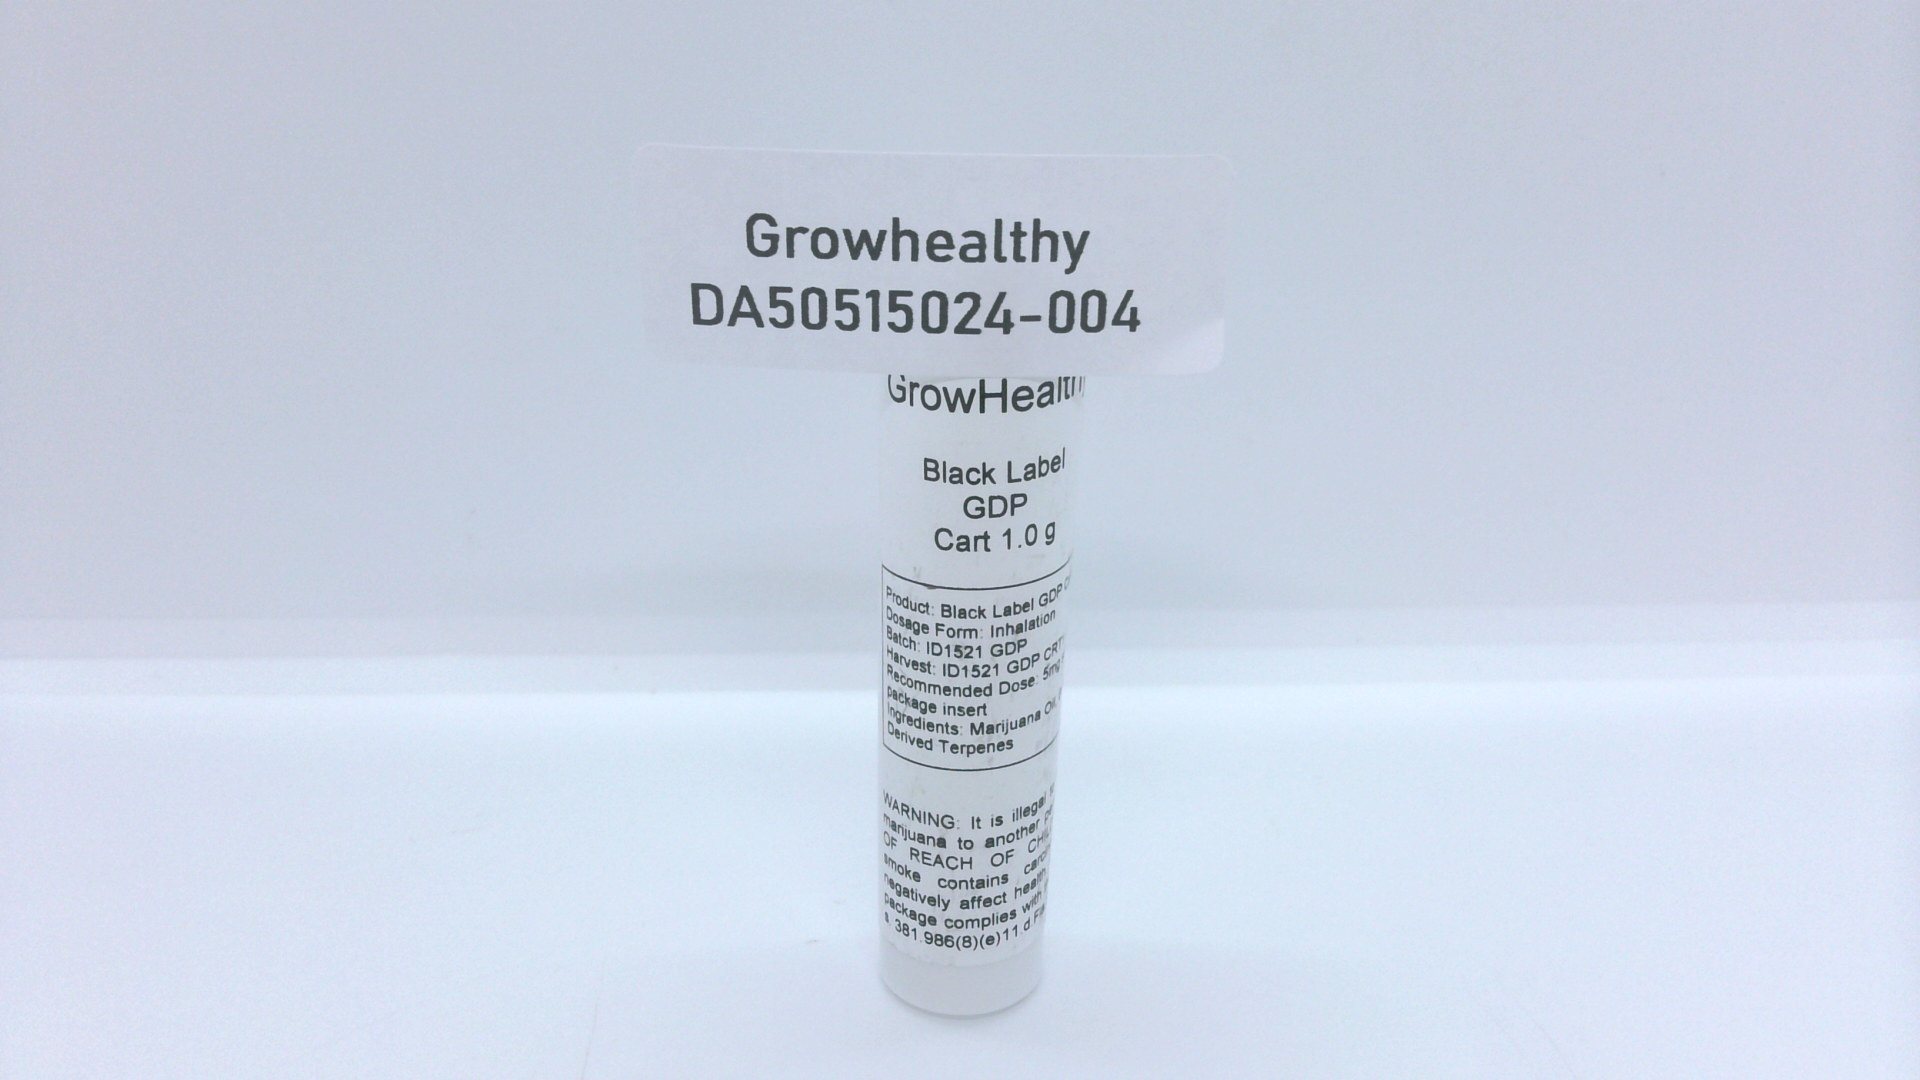 Growhealthy
DA50515024-004
GrowHealth
Black Label
GDP
Cart 1.0 g
Product: Black Label GDP
Dosage Form: Inhalation
Batch: ID1521 GDP
Harvest: ID1521 GDP CRT
Recommended Dose: 5mg
package insert
Ingredients: Marijuana Oil,
Derived Terpenes
WARNING: It is illegal
marijuana to another
OF REACH OF
smoke contains
negatively affect health
package complies with
s 381.986(8)(e)11.d